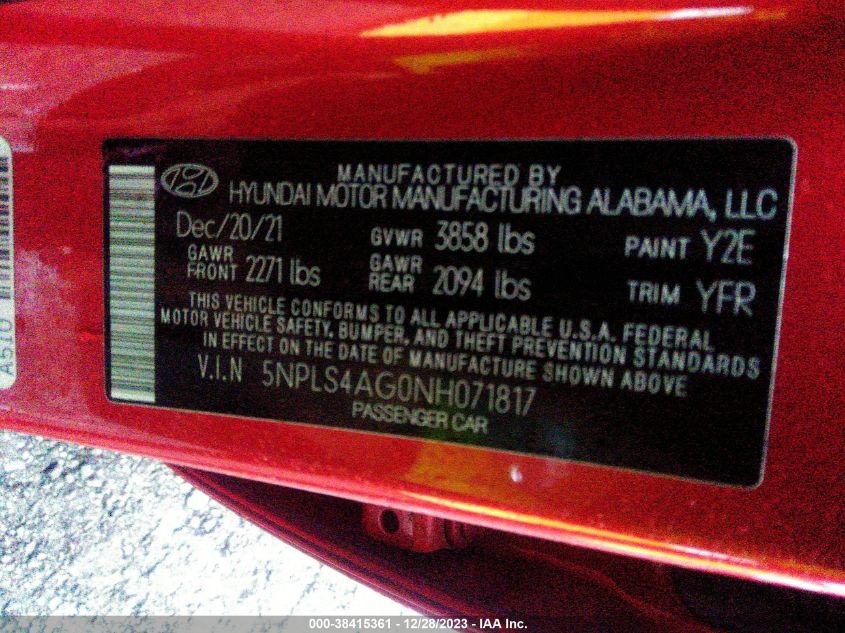 MANUFACTURED BY
HYUNDAI MOTOR MANUFACTURING ALABAMA, LLC
Dec/20/21 GVWR 3858 lbs PAINT Y2E
GAWR FRONT 2271 lbs GAWR REAR 2094 lbs TRIM YFR
THIS VEHICLE CONFORMS TO ALL APPLICABLE U.S.A. FEDERAL
MOTOR VEHICLE SAFETY, BUMPER, AND THEFT PREVENTION STANDARDS
IN EFFECT ON THE DATE OF MANUFACTURE SHOWN ABOVE
V.I.N 5NPLS4AG0NH071817
PASSENGER CAR
A510
000-38415361 - 12/28/2023 - IAA Inc.